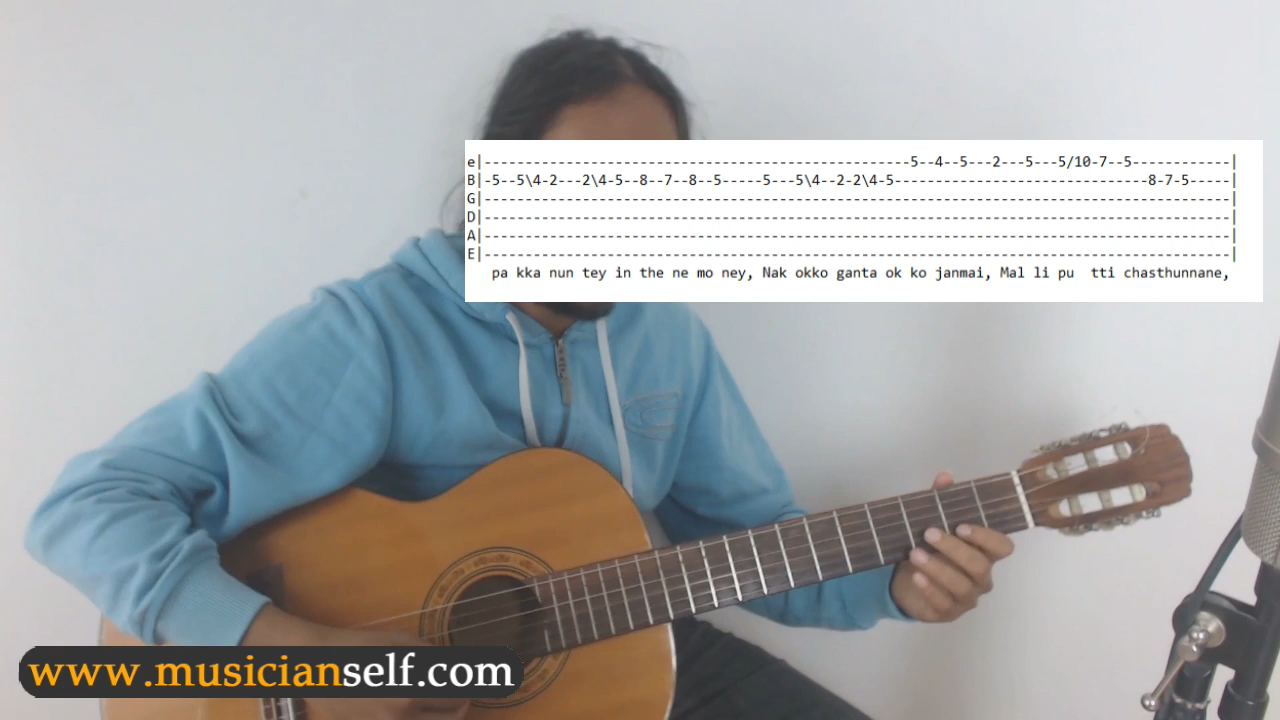 e|-----------------------------------------------------5--4--5---2---5---5/10-7--5------------|
B|-5--5\4-2---2\4-5--8--7--8--5-----5---5\4--2-2\4-5--------------------------------8-7-5-----|
G|---------------------------------------------------------------------------------------------|
D|---------------------------------------------------------------------------------------------|
A|---------------------------------------------------------------------------------------------|
E|---------------------------------------------------------------------------------------------|
pa kka nun tey in the ne mo ney, Nak okko ganta ok ko janmai, Mal li pu  tti chasthunnane,
www.musicianself.com